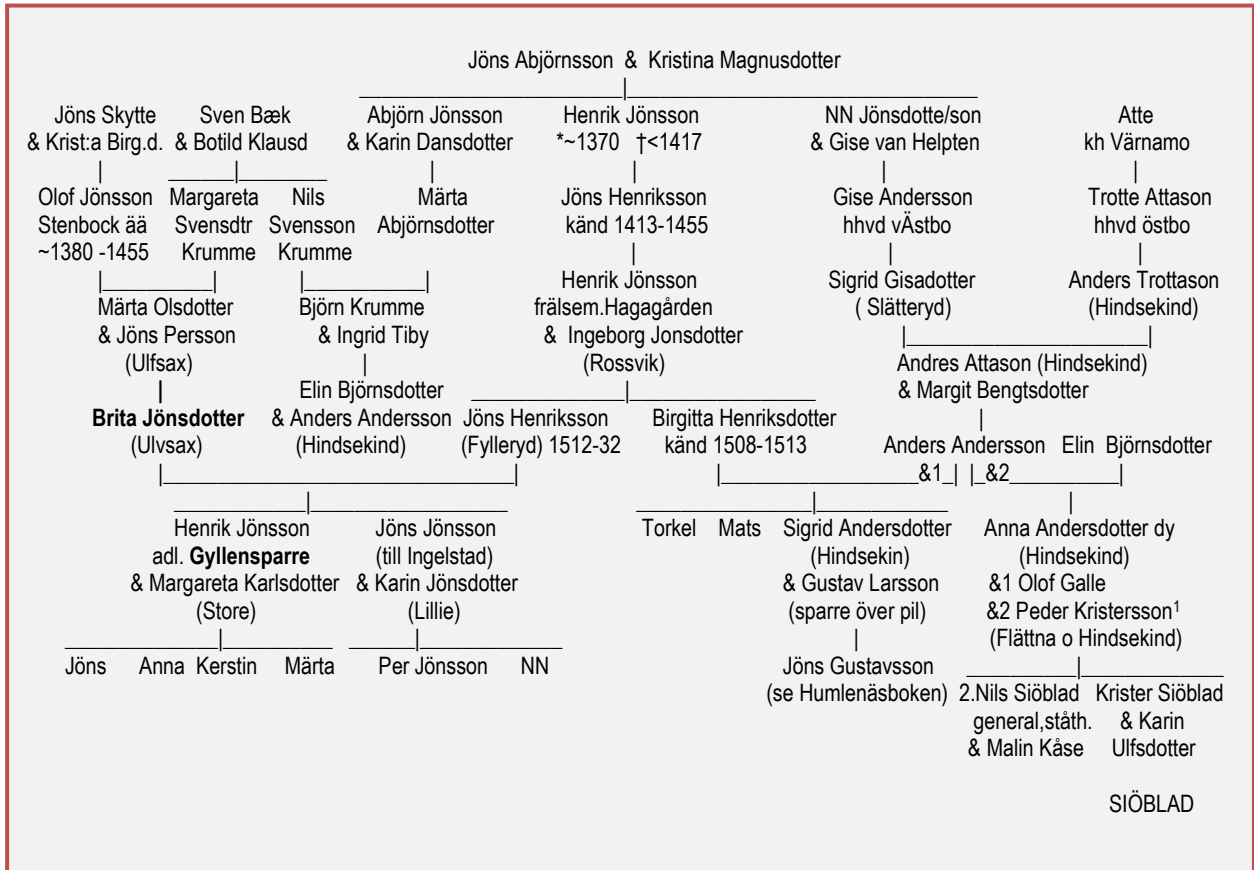 Jöns Abjörnsson & Kristina Magnusdotter
Jöns Skytte Sven Bæk Abjörn Jönsson Henrik Jönsson NN Jönsdotte/son Atte
& Krist:a Birg.d. & Botild Klausd & Karin Dansdotter *~1370 †<1417 & Gise van Helpten kh Värnamo
Olof Jönsson Margareta Nils Märta Jöns Henriksson Gise Andersson Trotte Attason
Stenbock ää Svensdtr Svensson Abjörnsdotter känd 1413-1455 hhvd vÄstbo hhvd östbo
~1380 -1455 Krumme Krumme
Henrik Jönsson Sigrid Gisadotter Anders Trottason
Märta Olsdotter Björn Krumme frälsem.Hagagården ( Slätteryd) (Hindsekind)
& Jöns Persson & Ingrid Tiby & Ingeborg Jonsdotter
(Ulfsax) (Rossvik) Andres Attason (Hindsekind)
Elin Björnsdotter & Margit Bengtsdotter
Brita Jönsdotter & Anders Andersson Jöns Henriksson Birgitta Henriksdotter
(Ulvsax) (Hindsekind) (Fylleryd) 1512-32 känd 1508-1513 Anders Andersson Elin Björnsdotter
&1 &2
Henrik Jönsson Jöns Jönsson Torkel Mats Sigrid Andersdotter Anna Andersdotter dy
adl. Gyllensparre (till Ingelstad) (Hindsekin) (Hindsekind)
& Margareta Karlsdotter & Karin Jönsdotter & Gustav Larsson &1 Olof Galle
(Store) (Lillie) (sparre över pil) &2 Peder Kristersson1
(Flättna o Hindsekind)
Jöns Anna Kerstin Märta Per Jönsson NN Jöns Gustavsson
(se Humlenäsboken) 2.Nils Siöblad Krister Siöblad
general,ståth. & Karin
& Malin Kåse Ulfsdotter
SIÖBLAD